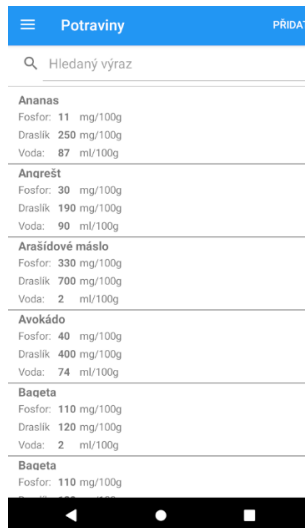 Potraviny PŘIDAT
Hledaný výraz
Ananas
Fosfor: 11 mg/100g
Draslík 250 mg/100g
Voda: 87 ml/100g
Angrešt
Fosfor: 30 mg/100g
Draslík 190 mg/100g
Voda: 90 ml/100g
Arašídové máslo
Fosfor: 330 mg/100g
Draslík 700 mg/100g
Voda: 2 ml/100g
Avokádo
Fosfor: 40 mg/100g
Draslík 400 mg/100g
Voda: 74 ml/100g
Bageta
Fosfor: 110 mg/100g
Draslík 120 mg/100g
Voda: 2 ml/100g
Bageta
Fosfor: 110 mg/100g